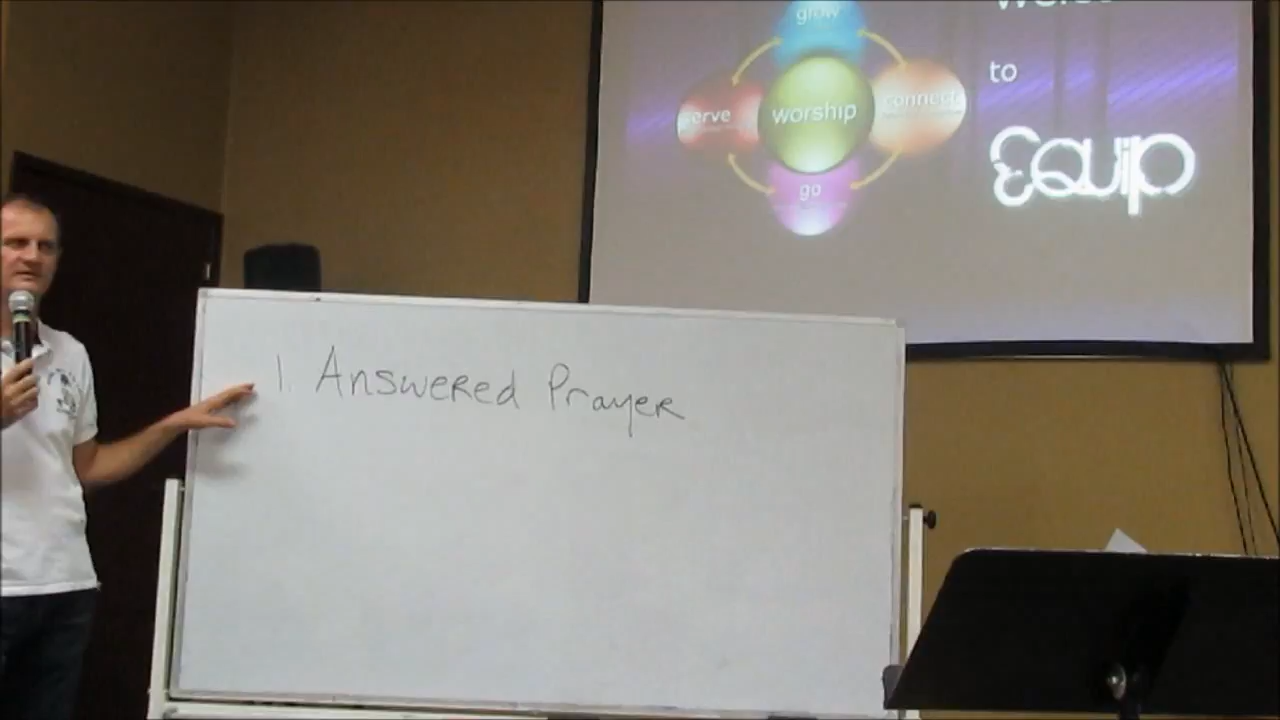 grow
serve
worship
connect
go
to
Equip
1. Answered Prayer